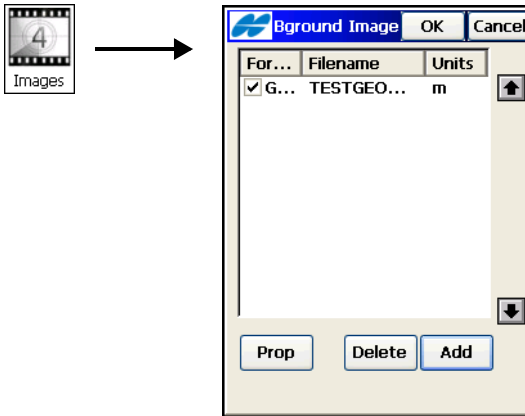 4
Images
Bground Image OK Cancel
For... Filename Units
G... TESTGEO... m
Prop Delete Add